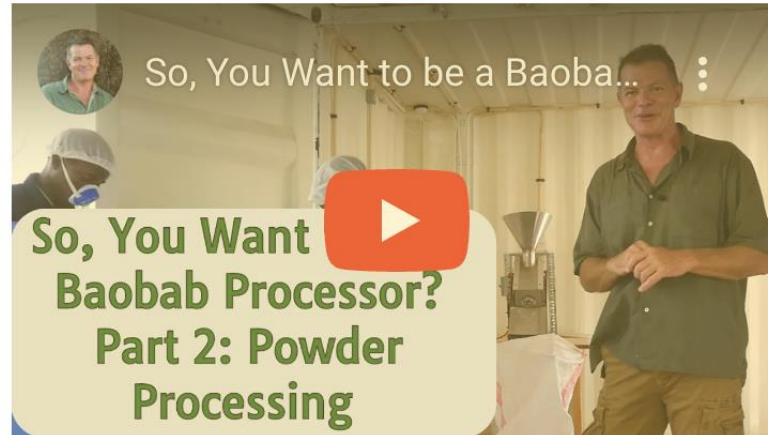 So, You Want to be a Baoba...
So, You Want
Baobab Processor?
Part 2: Powder
Processing